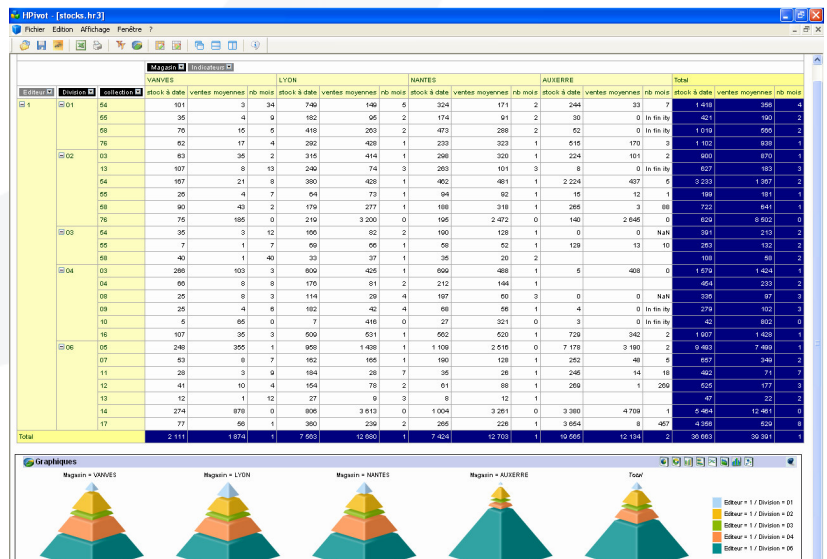 HPivot - [stocks.hr3]
Fichier Edition Affichage Fenêtre ?
Magasin Indicateurs
VANVES LYON NANTES AUXERRE Total
Editeur Division collection stock à date ventes moyennes nb mois stock à date ventes moyennes nb mois stock à date ventes moyennes nb mois stock à date ventes moyennes nb mois stock à date ventes moyennes nb mois
1 01 54 101 3 34 749 149 5 324 171 2 244 33 7 1 418 356 4
55 35 4 9 182 95 2 174 91 2 30 0 Infinity 421 190 2
58 76 15 5 418 263 2 473 288 2 52 0 Infinity 1 019 566 2
76 62 17 4 292 428 1 233 323 1 515 170 3 1 102 938 1
02 03 63 35 2 315 414 1 298 320 1 224 101 2 900 870 1
13 107 8 13 249 74 3 263 101 3 8 0 Infinity 627 183 3
54 167 21 8 380 428 1 462 481 1 2 224 437 5 3 233 1 367 2
55 26 4 7 64 73 1 94 92 1 15 12 1 199 181 1
58 90 43 2 179 277 1 188 318 1 265 3 88 722 641 1
76 75 185 0 219 3 200 0 195 2 472 0 140 2 645 0 629 8 502 0
03 54 35 3 12 166 82 2 190 128 1 0 0 NaN 391 213 2
55 7 1 7 69 66 1 58 52 1 129 13 10 263 132 2
58 40 1 40 33 37 1 35 20 2 108 58 2
04 03 266 103 3 609 425 1 699 488 1 5 408 0 1 579 1 424 1
04 66 8 8 176 81 2 212 144 1 454 233 2
08 25 8 3 114 29 4 197 60 3 0 0 NaN 336 97 3
09 25 4 6 182 42 4 68 56 1 4 0 Infinity 279 102 3
10 5 65 0 7 416 0 27 321 0 3 0 Infinity 42 802 0
16 107 35 3 509 531 1 562 520 1 729 342 2 1 907 1 428 1
06 05 248 355 1 958 1 438 1 1 109 2 516 0 7 178 3 190 2 9 493 7 499 1
07 53 8 7 162 165 1 190 128 1 252 48 5 657 349 2
11 28 3 9 184 28 7 35 26 1 245 14 18 492 71 7
12 41 10 4 154 78 2 61 88 1 269 1 269 525 177 3
13 12 1 12 27 9 3 8 12 1 47 22 2
14 274 878 0 806 3 613 0 1 004 3 261 0 3 380 4 709 1 5 464 12 461 0
17 77 56 1 360 239 2 265 226 1 3 654 8 457 4 356 529 8
Total 2 111 1 874 1 7 563 12 680 1 7 424 12 703 1 19 565 12 134 2 36 663 39 391 1
Graphiques
Magasin = VANVES Magasin = LYON Magasin = NANTES Magasin = AUXERRE Total
Editeur = 1 / Division = 01
Editeur = 1 / Division = 02
Editeur = 1 / Division = 03
Editeur = 1 / Division = 04
Editeur = 1 / Division = 06